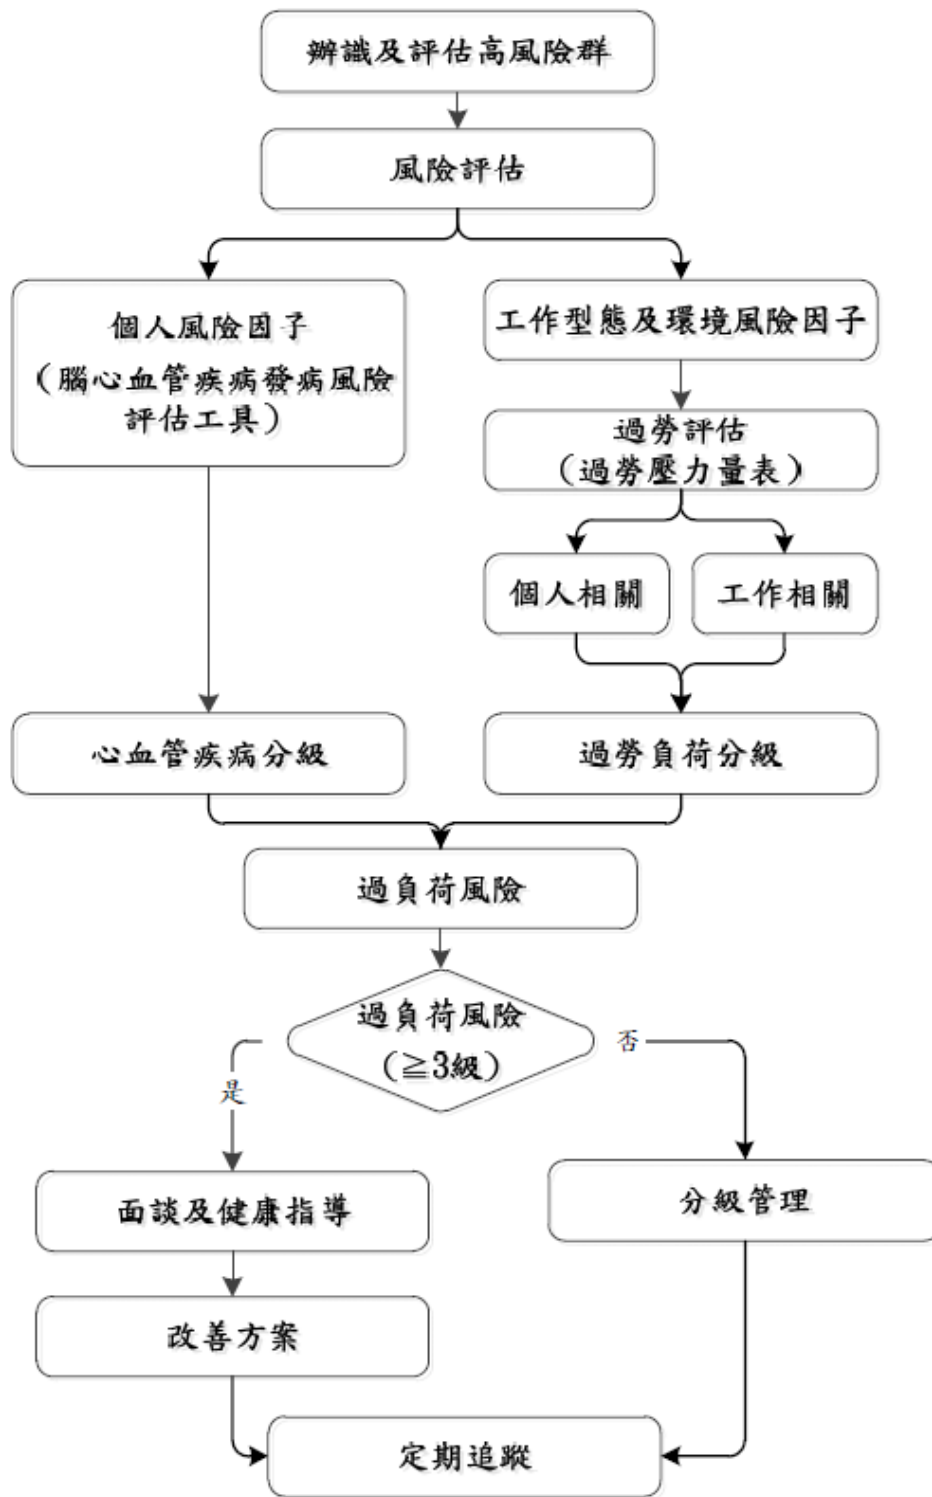 辦識及評估高風險群
風險評估
個人風險因子
（腦心血管疾病發病風險
評估工具）
工作型態及環境風險因子
過勞評估
（過勞壓力量表）
個人相關
工作相關
心血管疾病分級
過勞負荷分級
過負荷風險
過負荷風險
（≧3級）
是
否
面談及健康指導
分級管理
改善方案
定期追蹤